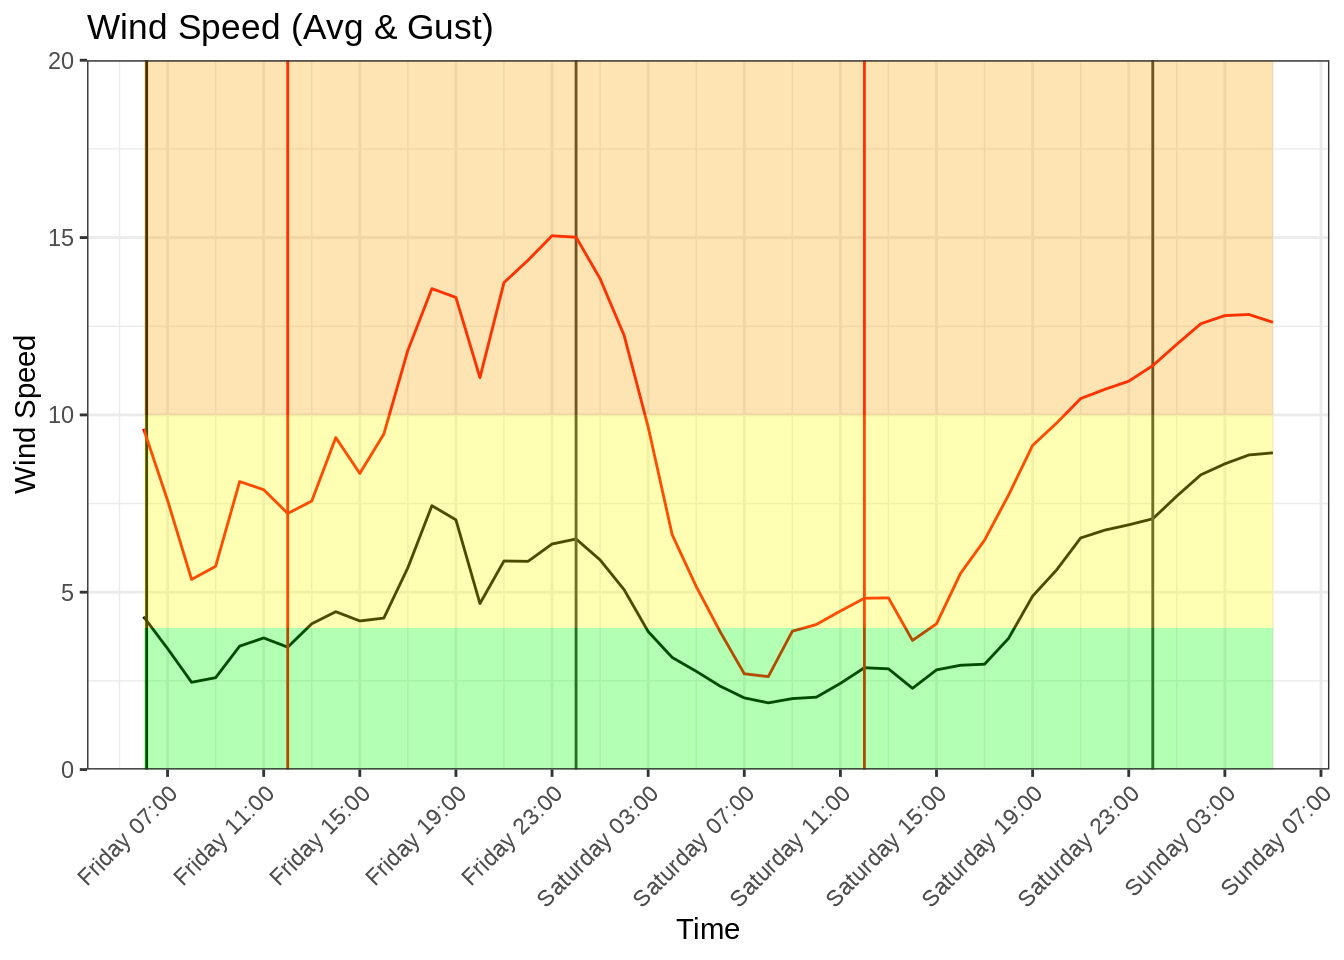 Wind Speed (Avg & Gust)
20
15
10
5
0
Wind Speed
Friday 07:00
Friday 11:00
Friday 15:00
Friday 19:00
Friday 23:00
Saturday 03:00
Saturday 07:00
Saturday 11:00
Saturday 15:00
Saturday 19:00
Saturday 23:00
Sunday 03:00
Sunday 07:00
Time